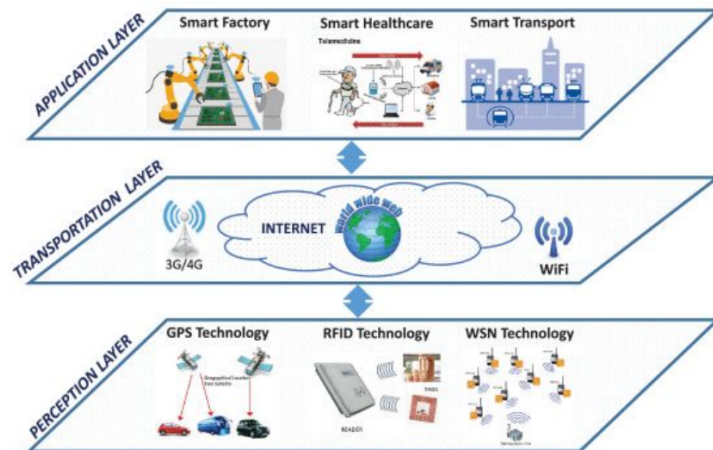 APPLICATION LAYER
Smart Factory
Smart Healthcare
Smart Transport
Telemedicine
TRANSPORTATION LAYER
3G/4G
INTERNET
world wide web
WiFi
PERCEPTION LAYER
GPS Technology
RFID Technology
WSN Technology
READER
TAGS